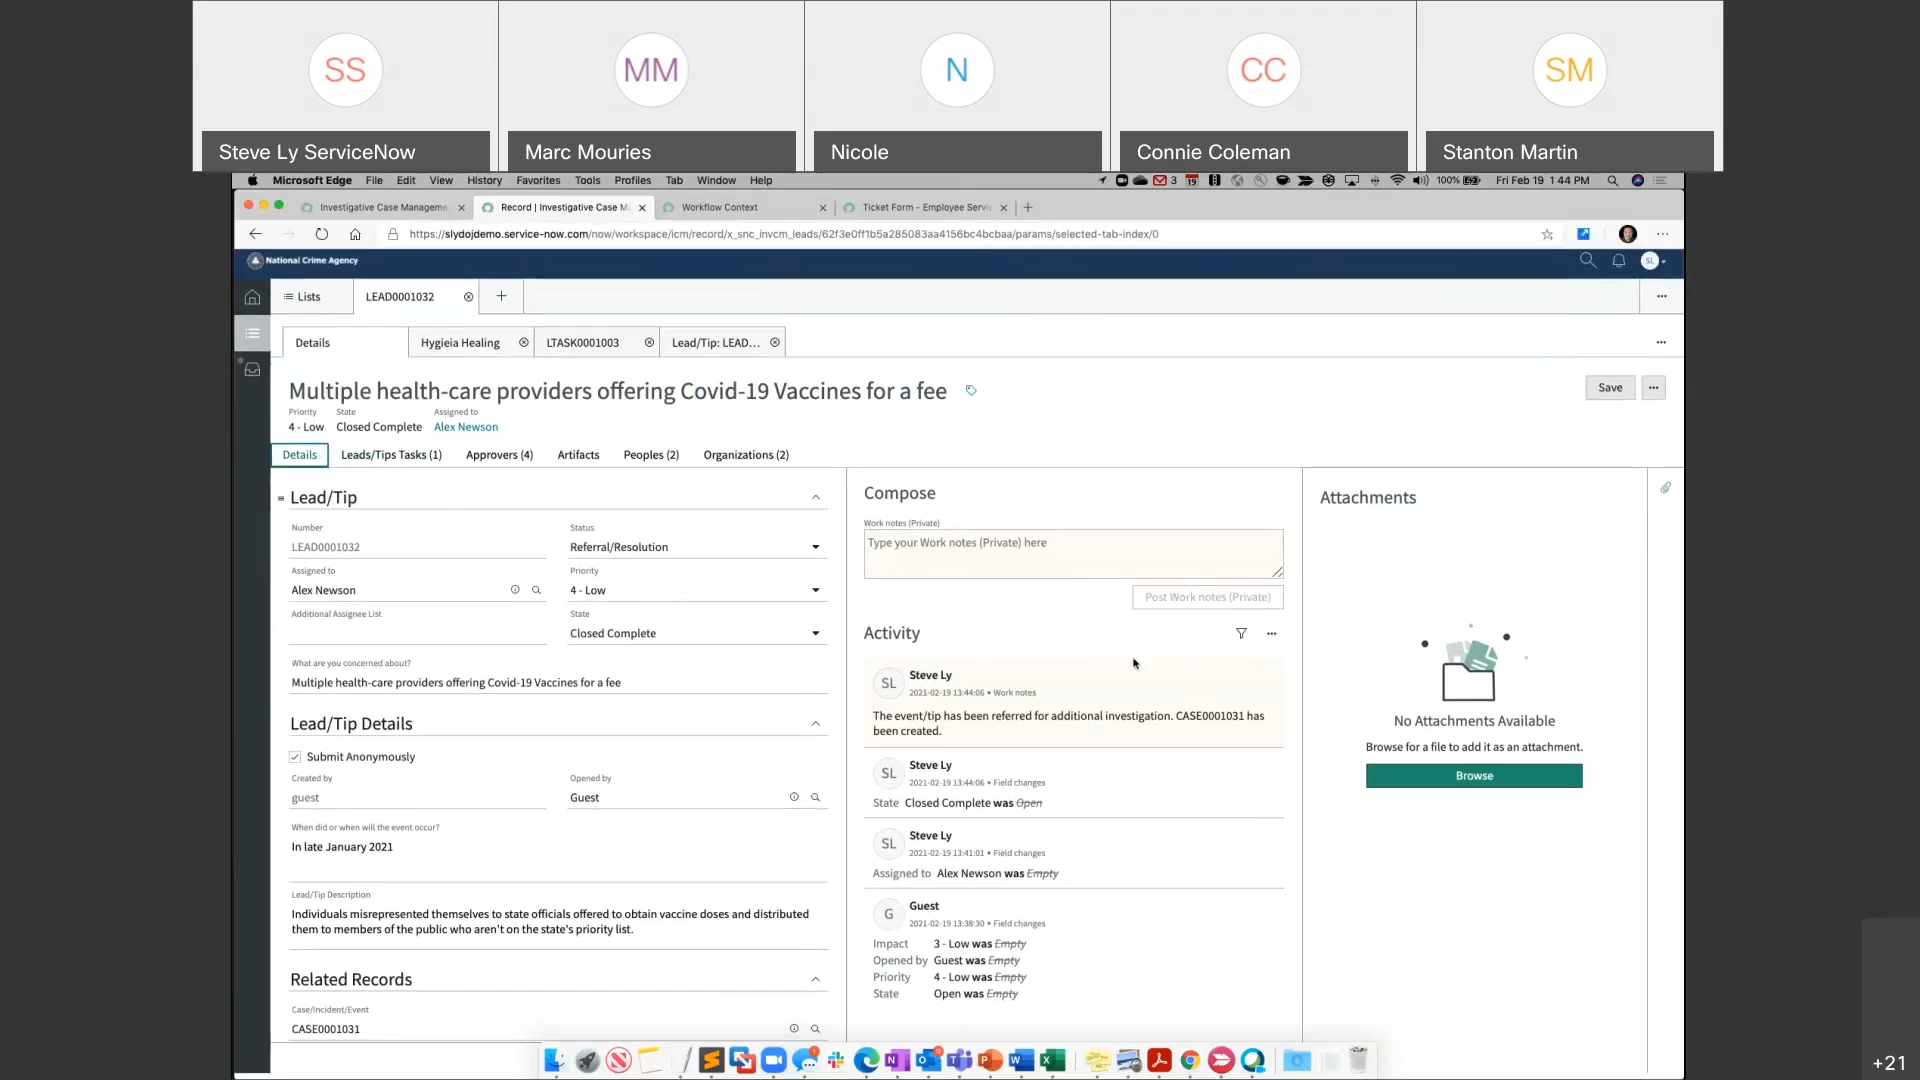 SS
MM
N
CC
SM
Steve Ly ServiceNow
Marc Mouries
Nicole
Connie Coleman
Stanton Martin
Microsoft Edge File Edit View History Favorites Tools Profiles Tab Window Help
3
19
100%
Fri Feb 19 1:44 PM
Investigative Case Manageme
Record | Investigative Case M
Workflow Context
Ticket Form - Employee Servic
https://slydojdemo.service-now.com/now/workspace/icm/record/x_snc_invcm_leads/62f3e0ff1b5a285083aa4156bc4bcbaa/params/selected-tab-index/0
National Crime Agency
SL
Lists
LEAD0001032
Details
Hygieia Healing
LTASK0001003
Lead/Tip: LEAD...
Multiple health-care providers offering Covid-19 Vaccines for a fee
Save
Priority State Assigned to
4 - Low Closed Complete Alex Newson
Details
Leads/Tips Tasks (1)
Approvers (4)
Artifacts
Peoples (2)
Organizations (2)
Lead/Tip
Number
LEAD0001032
Status
Referral/Resolution
Assigned to
Alex Newson
Priority
4 - Low
Additional Assignee List
State
Closed Complete
What are you concerned about?
Multiple health-care providers offering Covid-19 Vaccines for a fee
Lead/Tip Details
Submit Anonymously
Created by
guest
Opened by
Guest
When did or when will the event occur?
In late January 2021
Lead/Tip Description
Individuals misrepresented themselves to state officials offered to obtain vaccine doses and distributed
them to members of the public who aren't on the state's priority list.
Related Records
Case/Incident/Event
CASE0001031
Compose
Work notes (Private)
Type your Work notes (Private) here
Post Work notes (Private)
Activity
SL
Steve Ly
2021-02-19 13:44:06 • Work notes
The event/tip has been referred for additional investigation. CASE0001031 has
been created.
SL
Steve Ly
2021-02-19 13:44:06 • Field changes
State Closed Complete was Open
SL
Steve Ly
2021-02-19 13:41:01 • Field changes
Assigned to Alex Newson was Empty
G
Guest
2021-02-19 13:38:30 • Field changes
Impact 3 - Low was Empty
Opened by Guest was Empty
Priority 4 - Low was Empty
State Open was Empty
Attachments
No Attachments Available
Browse for a file to add it as an attachment.
Browse
+21